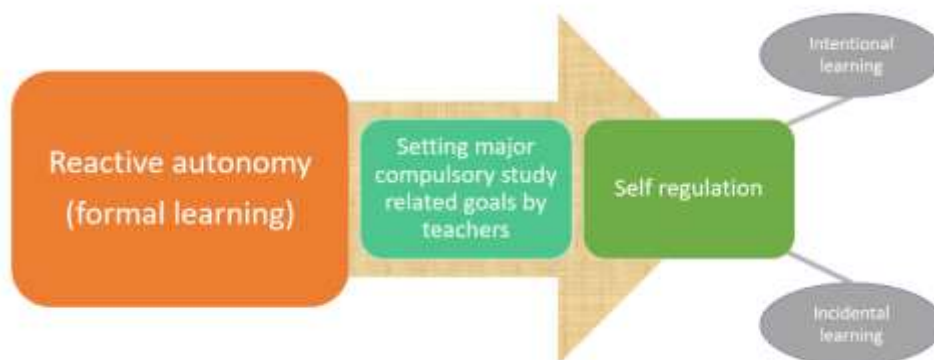 Reactive autonomy
(formal learning)
Setting major
compulsory study
related goals by
teachers
Self regulation
Intentional
learning
Incidental
learning